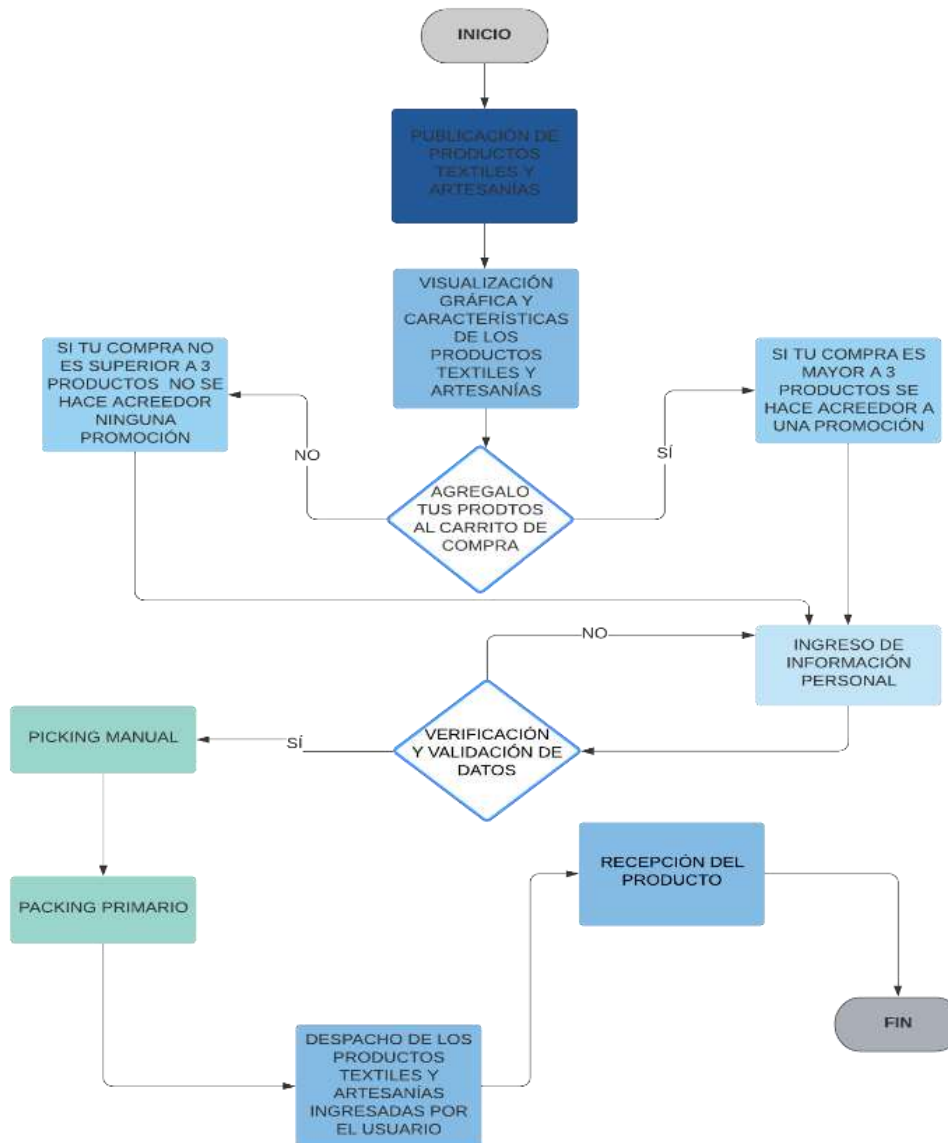 INICIO
PUBLICACIÓN DE
PRODUCTOS
TEXTILES Y
ARTESANÍAS
VISUALIZACIÓN
GRÁFICA Y
CARACTERÍSTICAS
DE LOS
PRODUCTOS
TEXTILES Y
ARTESANÍAS
SI TU COMPRA NO
ES SUPERIOR A 3
PRODUCTOS NO SE
HACE ACREEDOR
NINGUNA
PROMOCIÓN
SI TU COMPRA ES
MAYOR A 3
PRODUCTOS SE
HACE ACREEDOR A
UNA PROMOCIÓN
NO
SÍ
AGREGALO
TUS PRODTOS
AL CARRITO DE
COMPRA
NO
INGRESO DE
INFORMACIÓN
PERSONAL
VERIFICACIÓN
Y VALIDACIÓN DE
DATOS
SÍ
PICKING MANUAL
PACKING PRIMARIO
RECEPCIÓN DEL
PRODUCTO
DESPACHO DE LOS
PRODUCTOS
TEXTILES Y
ARTESANÍAS
INGRESADAS POR
EL USUARIO
FIN